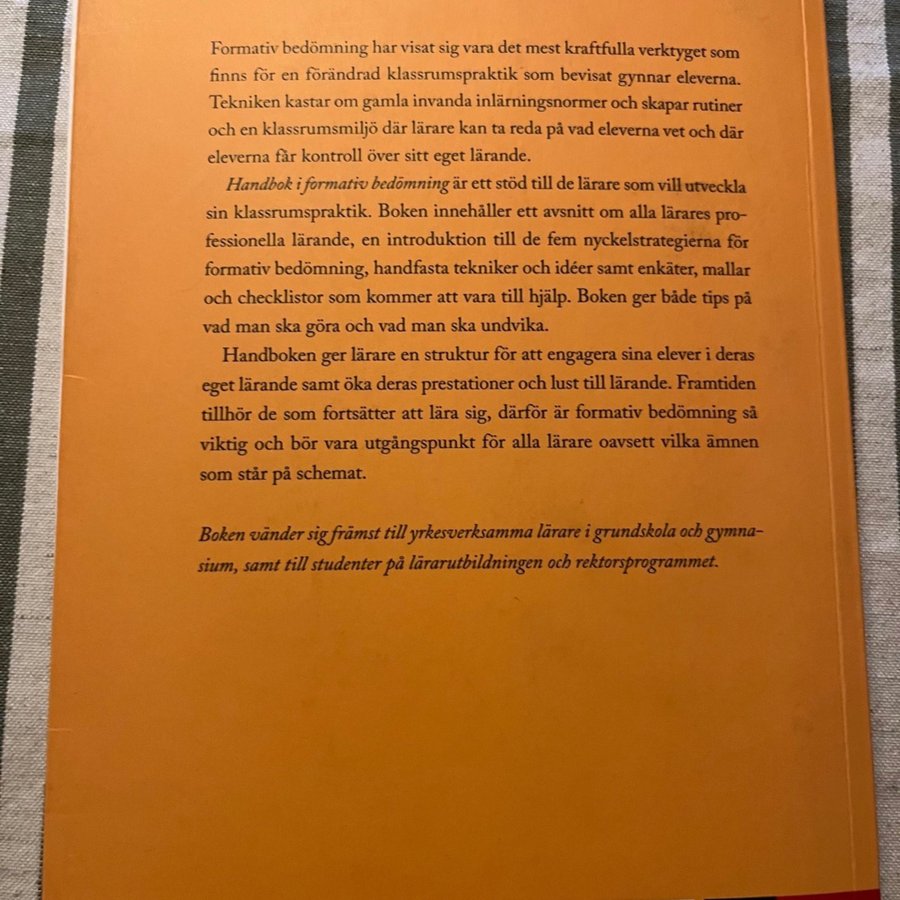 Formativ bedömning har visat sig vara det mest kraftfulla verktyget som
finns för en förändrad klassrumspraktik som bevisat gynnar eleverna.
Tekniken kastar om gamla invanda inlärningsnormer och skapar rutiner
och en klassrumsmiljö där lärare kan ta reda på vad eleverna vet och där
eleverna får kontroll över sitt eget lärande.
Handbok i formativ bedömning är ett stöd till de lärare som vill utveckla
sin klassrumspraktik. Boken innehåller ett avsnitt om alla lärares pro-
fessionella lärande, en introduktion till de fem nyckelstrategierna för
formativ bedömning, handfasta tekniker och idéer samt enkäter, mallar
och checklistor som kommer att vara till hjälp. Boken ger både tips på
vad man ska göra och vad man ska undvika.
Handboken ger lärare en struktur för att engagera sina elever i deras
eget lärande samt öka deras prestationer och lust till lärande. Framtiden
tillhör de som fortsätter att lära sig, därför är formativ bedömning så
viktig och bör vara utgångspunkt för alla lärare oavsett vilka ämnen
som står på schemat.
Boken vänder sig främst till yrkesverksamma lärare i grundskola och gymna-
sium, samt till studenter på lärarutbildningen och rektorsprogrammet.